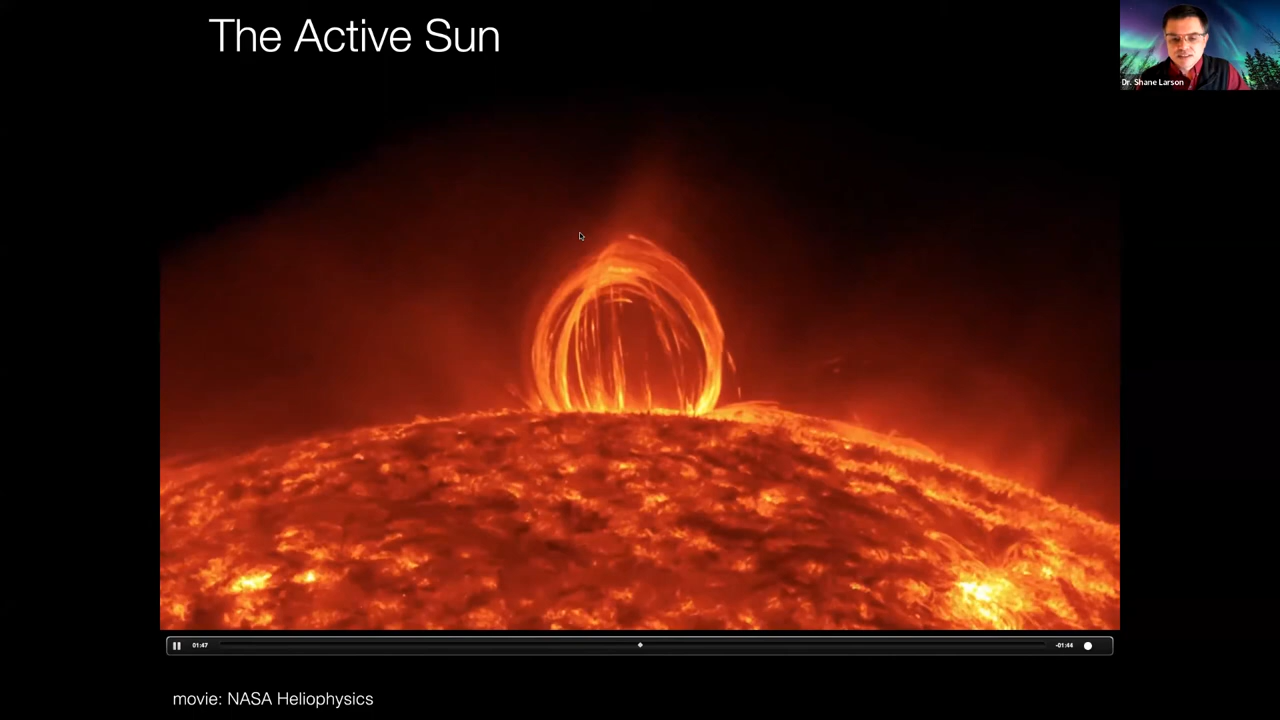 The Active Sun
Dr. Shane Larson
01:47
-01:44
movie: NASA Heliophysics